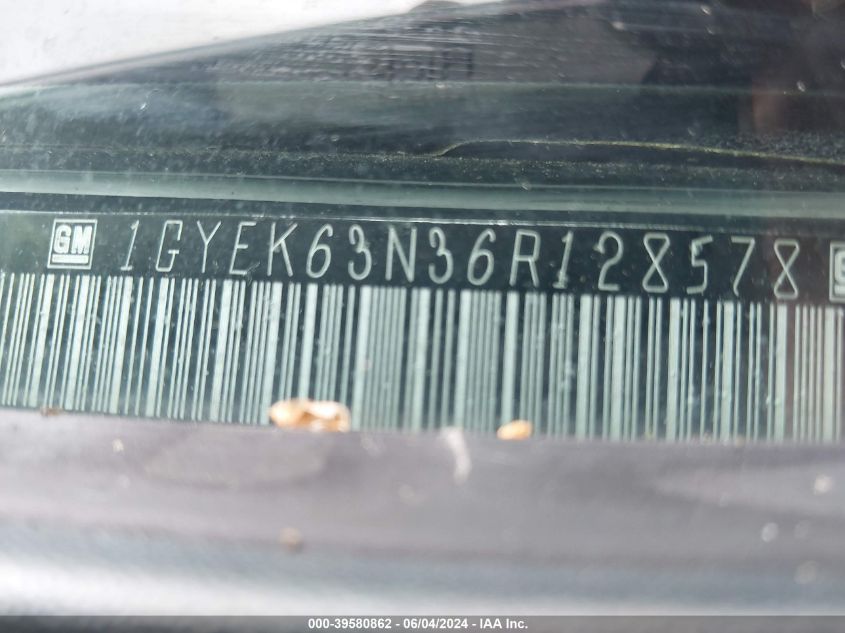 GM 1GYEK63N36R128578 G
000-39580862 - 06/04/2024 - IAA Inc.